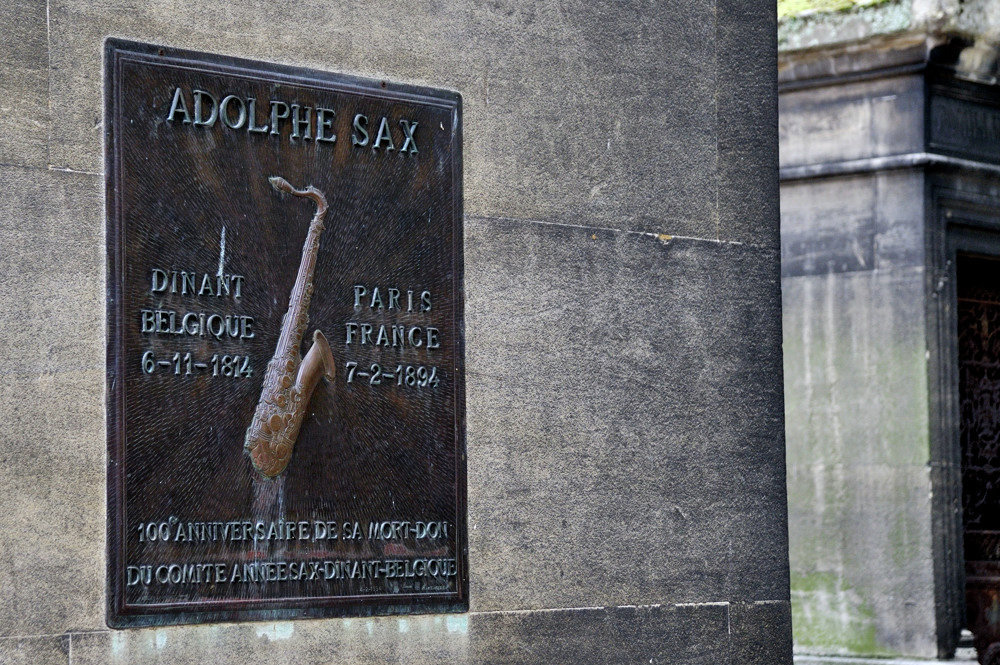 ADOLPHE SAX
DINANT
BELGIQUE
6-11-1814
PARIS
FRANCE
7-2-1894
100e ANNIVERSAIRE DE SA MORT-DON
DU COMITE ANNEE SAX-DINANT-BELGIQUE